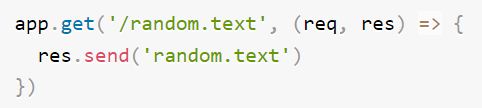 app.get('/random.text', (req, res) => {
  res.send('random.text')
})